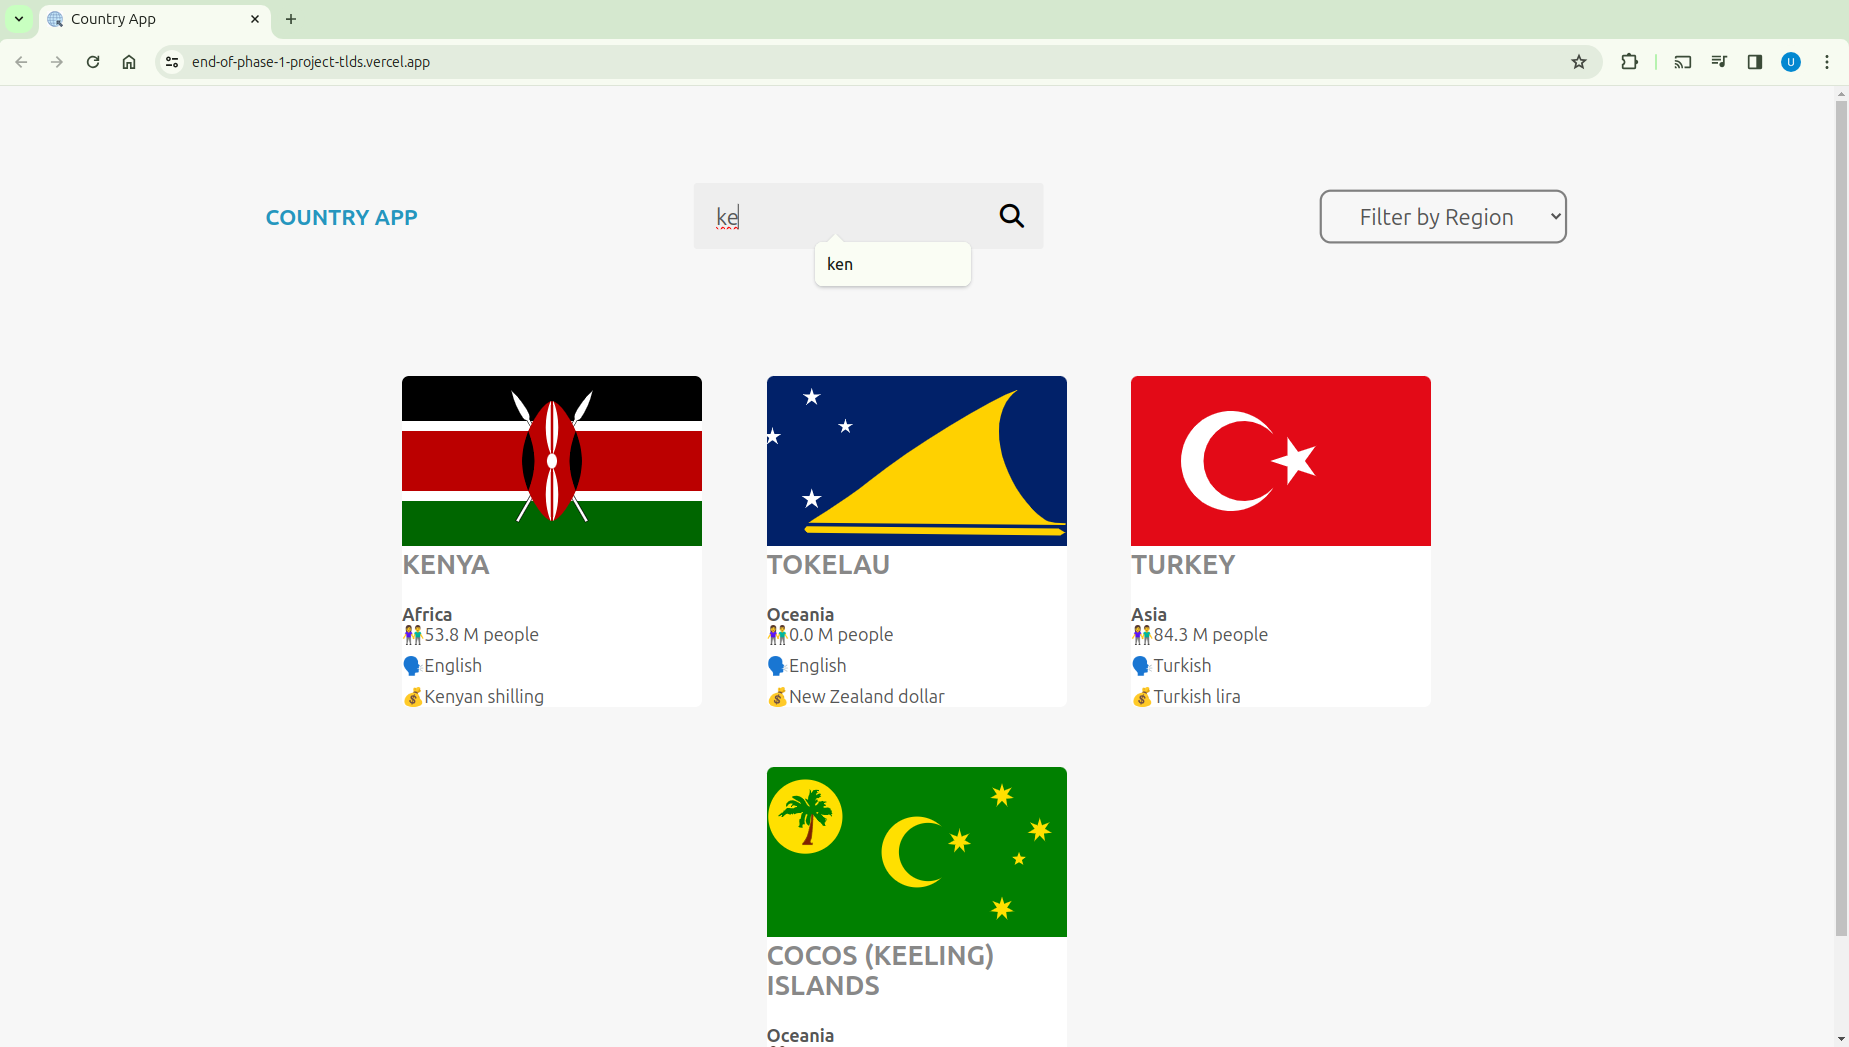 Country App
end-of-phase-1-project-tlds.vercel.app
U
COUNTRY APP
ke
Filter by Region
ken
KENYA
Africa
53.8 M people
English
Kenyan shilling
TOKELAU
Oceania
0.0 M people
English
New Zealand dollar
TURKEY
Asia
84.3 M people
Turkish
Turkish lira
COCOS (KEELING)
ISLANDS
Oceania